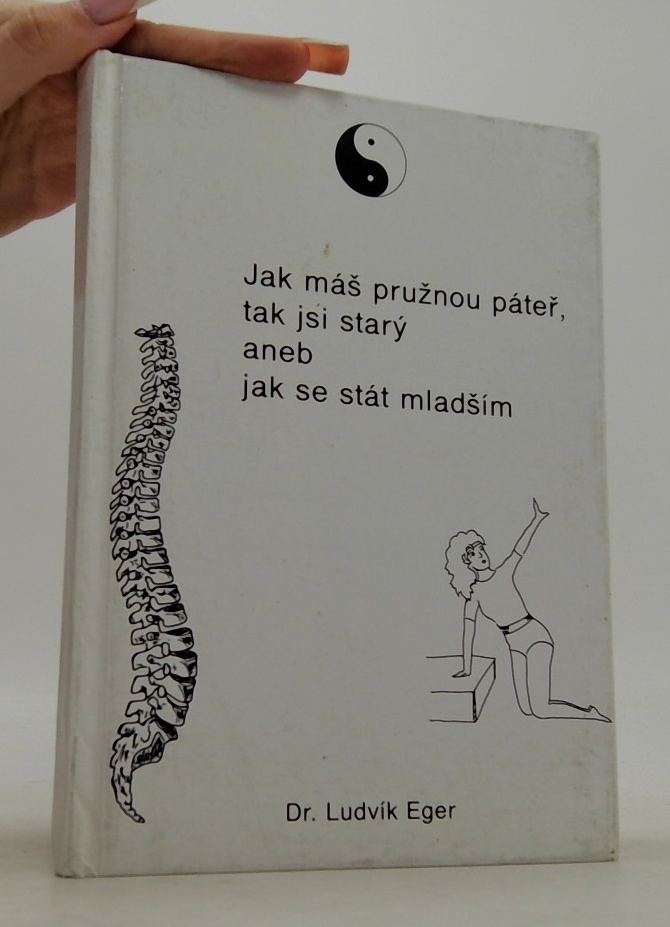 Jak máš pružnou páteř,
tak jsi starý
aneb
jak se stát mladším
Dr. Ludvík Eger